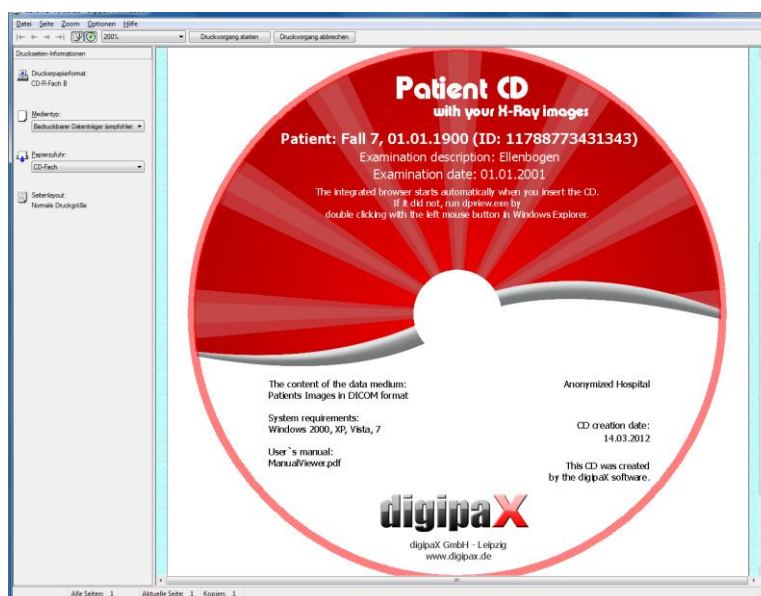 Datei Seite Zoom Optionen Hilfe
200% Druckvorgang starten Druckvorgang abbrechen
Druckseiten-Informationen
Druckerpapierformat:
CD-R-Fach B
Medientyp:
Bedruckbarer Datenträger (empfohlen
Papierzufuhr:
CD-Fach
Seitenlayout:
Normale Druckgröße
Patient CD
with your X-Ray images
Patient: Fall 7, 01.01.1900 (ID: 11788773431343)
Examination description: Ellenbogen
Examination date: 01.01.2001
The integrated browser starts automatically when you insert the CD.
If it did not, run dpview.exe by
double clicking with the left mouse button in Windows Explorer.
The content of the data medium:
Patients Images in DICOM format
System requirements:
Windows 2000, XP, Vista, 7
User`s manual:
ManualViewer.pdf
Anonymized Hospital
CD creation date:
14.03.2012
This CD was created
by the digipaX software.
digipaX
digipaX GmbH - Leipzig
www.digipax.de
Alle Seiten: 1 Aktuelle Seite: 1 Kopien: 1